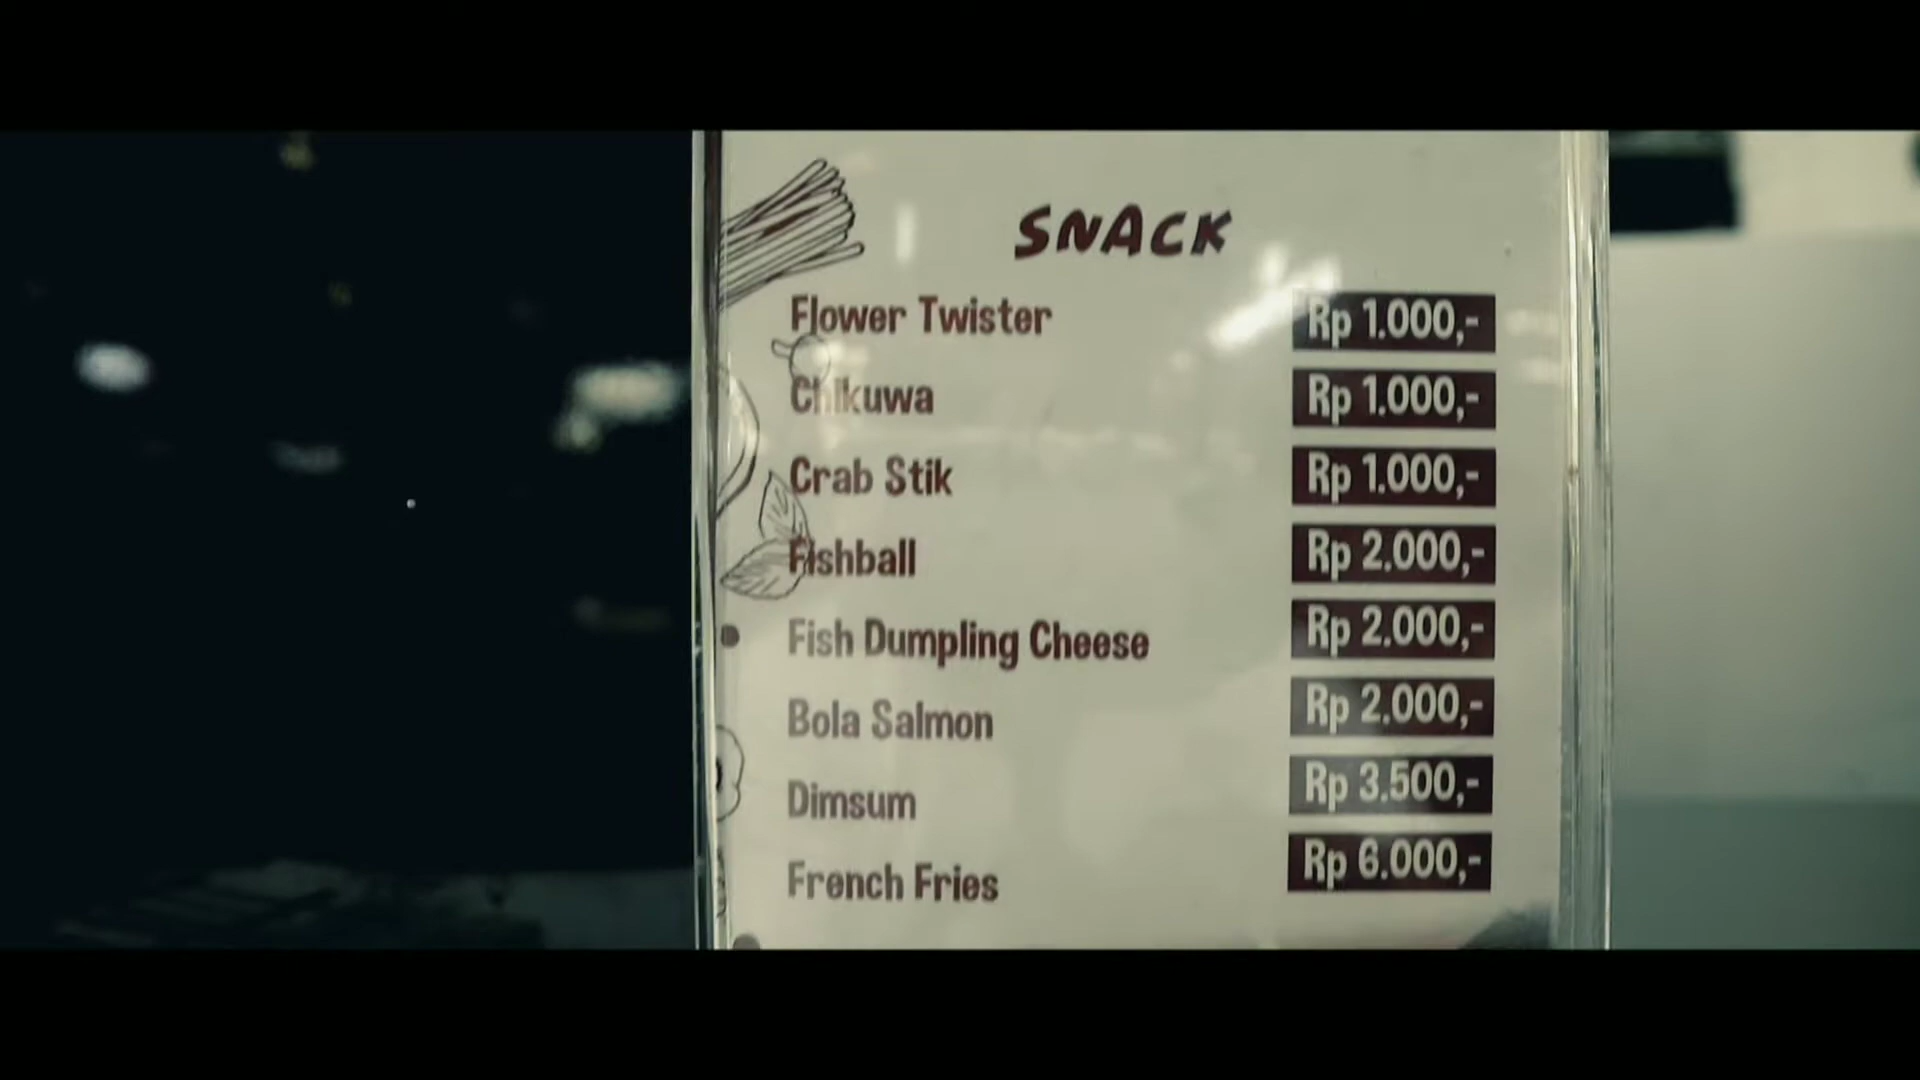 SNACK
Flower Twister Rp 1.000,-
Chikuwa Rp 1.000,-
Crab Stik Rp 1.000,-
Fishball Rp 2.000,-
Fish Dumpling Cheese Rp 2.000,-
Bola Salmon Rp 2.000,-
Dimsum Rp 3.500,-
French Fries Rp 6.000,-